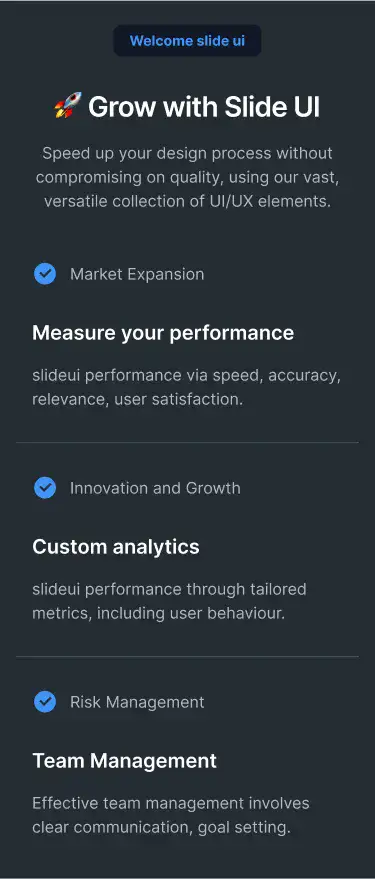 Welcome slide ui
🚀 Grow with Slide UI
Speed up your design process without
compromising on quality, using our vast,
versatile collection of UI/UX elements.
Market Expansion
Measure your performance
slideui performance via speed, accuracy,
relevance, user satisfaction.
Innovation and Growth
Custom analytics
slideui performance through tailored
metrics, including user behaviour.
Risk Management
Team Management
Effective team management involves
clear communication, goal setting.